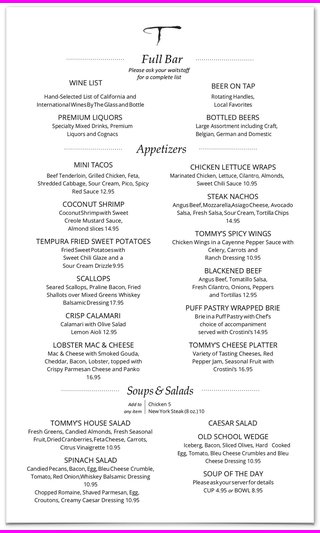 T
Full Bar
Please ask your waitstaff
for a complete list
WINE LIST
Hand-Selected List of California and
International Wines By The Glass and Bottle
PREMIUM LIQUORS
Specialty Mixed Drinks, Premium
Liquors and Cognacs
BEER ON TAP
Rotating Handles,
Local Favorites
BOTTLED BEERS
Large Assortment including Craft,
Belgian, German and Domestic
Appetizers
MINI TACOS
Beef Tenderloin, Grilled Chicken, Feta,
Shredded Cabbage, Sour Cream, Pico, Spicy
Red Sauce 12.95
COCONUT SHRIMP
Coconut Shrimp with Sweet
Creole Mustard Sauce,
Almond slices 14.95
TEMPURA FRIED SWEET POTATOES
Fried Sweet Potatoes with
Sweet Chili Glaze and a
Sour Cream Drizzle 9.95
SCALLOPS
Seared Scallops, Praline Bacon, Fried
Shallots over Mixed Greens Whiskey
Balsamic Dressing 17.95
CRISP CALAMARI
Calamari with Olive Salad
Lemon Aioli 12.95
LOBSTER MAC & CHEESE
Mac & Cheese with Smoked Gouda,
Cheddar, Bacon, Lobster, topped with
Crispy Parmesan Cheese and Panko
16.95
CHICKEN LETTUCE WRAPS
Marinated Chicken, Lettuce, Cilantro, Almonds,
Sweet Chili Sauce 10.95
STEAK NACHOS
Angus Beef, Mozzarella, Asiago Cheese, Avocado
Salsa, Fresh Salsa, Sour Cream, Tortilla Chips
14.95
TOMMY'S SPICY WINGS
Chicken Wings in a Cayenne Pepper Sauce with
Celery, Carrots and
Ranch Dressing 10.95
BLACKENED BEEF
Angus Beef, Tomatillo Salsa,
Fresh Cilantro, Onions, Peppers
and Tortillas 12.95
PUFF PASTRY WRAPPED BRIE
Brie in a Puff Pastry with Chef's
choice of accompaniment
served with Crostini's 14.95
TOMMY'S CHEESE PLATTER
Variety of Tasting Cheeses, Red
Pepper Jam, Seasonal Fruit with
Crostini's 16.95
Soups & Salads
Add to
any item
Chicken 5
New York Steak (8 oz.) 10
TOMMY'S HOUSE SALAD
Fresh Greens, Candied Almonds, Fresh Seasonal
Fruit, Dried Cranberries, Feta Cheese, Carrots,
Citrus Vinaigrette 10.95
SPINACH SALAD
Candied Pecans, Bacon, Egg, Bleu Cheese Crumble,
Tomato, Red Onion, Whiskey Balsamic Dressing
10.95
Chopped Romaine, Shaved Parmesan, Egg,
Croutons, Creamy Caesar Dressing 10.95
CAESAR SALAD
OLD SCHOOL WEDGE
Iceberg, Bacon, Sliced Olives, Hard Cooked
Egg, Tomato, Bleu Cheese Crumbles and Bleu
Cheese Dressing 10.95
SOUP OF THE DAY
Please ask your server for details
CUP 4.95 or BOWL 8.95